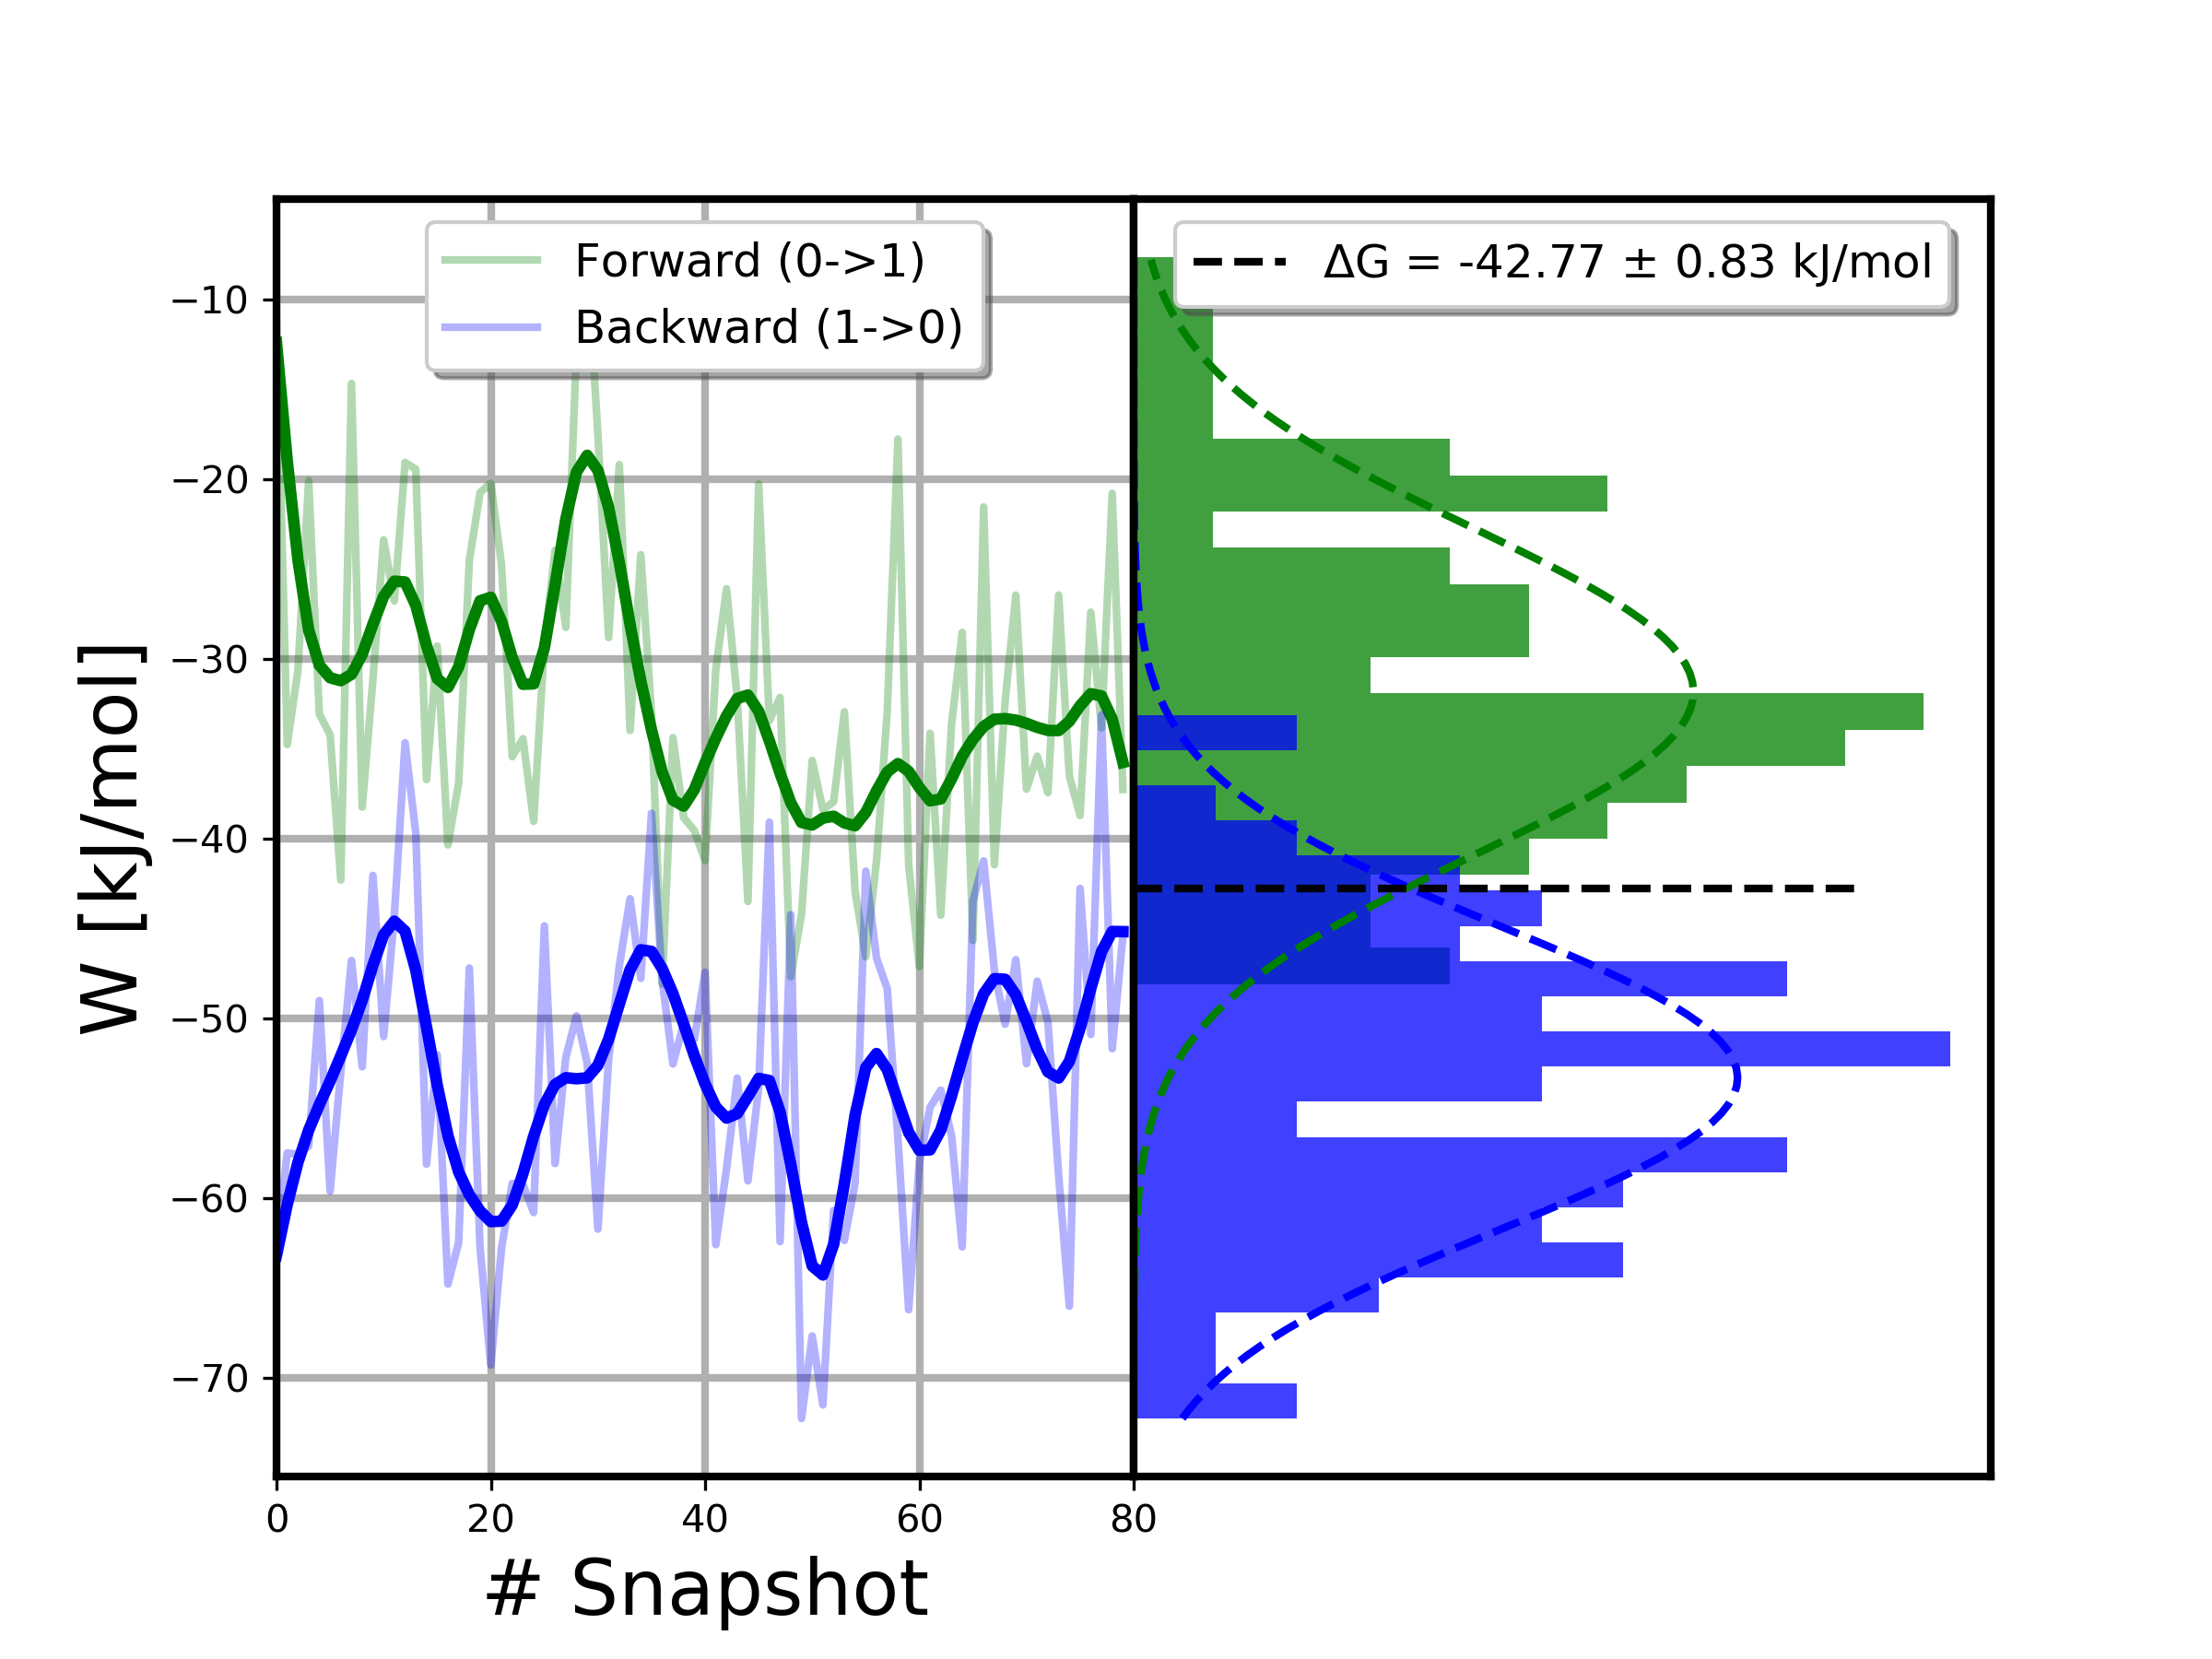 Forward (0->1)
Backward (1->0)
ΔG = -42.77 ± 0.83 kJ/mol
W [kJ/mol]
−10
−20
−30
−40
−50
−60
−70
0 20 40 60 80
# Snapshot